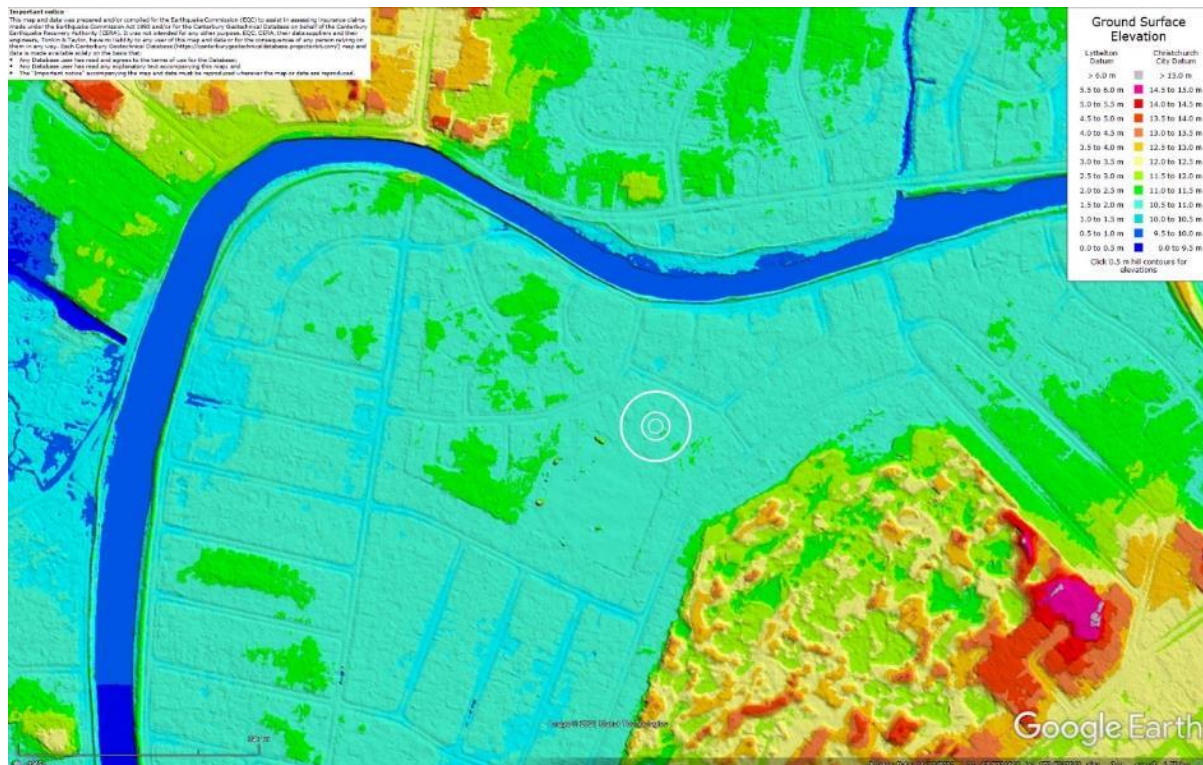 Important notice
This map and data was prepared and/or compiled for the Earthquake Commission (EQC) to assist in assessing insurance claims
made under the Earthquake Commission Act 1993 and/or for the Canterbury Geotechnical Database on behalf of the Canterbury
Earthquake Recovery Authority (CERA). It was not intended for any other purpose. EQC, CERA, their data suppliers and their
engineers, Tonkin & Taylor, have no liability to any user of this map and data or for the consequences of any person relying on
them in any way. Each Canterbury Geotechnical Database (https://canterburygeotechnicaldatabase.projectorbit.com/) map and
data is made available solely on the basis that:
• Any Database user has read and agrees to the terms of use for the Database;
• Any Database user has read any explanatory text accompanying this map; and
• The "Important notice" accompanying the map and data must be reproduced wherever the map or data are reproduced.
Ground Surface
Elevation
Lyttelton Datum Christchurch City Datum
> 6.0 m > 15.0 m
5.5 to 6.0 m 14.5 to 15.0 m
5.0 to 5.5 m 14.0 to 14.5 m
4.5 to 5.0 m 13.5 to 14.0 m
4.0 to 4.5 m 13.0 to 13.5 m
3.5 to 4.0 m 12.5 to 13.0 m
3.0 to 3.5 m 12.0 to 12.5 m
2.5 to 3.0 m 11.5 to 12.0 m
2.0 to 2.5 m 11.0 to 11.5 m
1.5 to 2.0 m 10.5 to 11.0 m
1.0 to 1.5 m 10.0 to 10.5 m
0.5 to 1.0 m 9.5 to 10.0 m
0.0 to 0.5 m 9.0 to 9.5 m
Click 0.5 m hill contours for
elevations
Google Earth